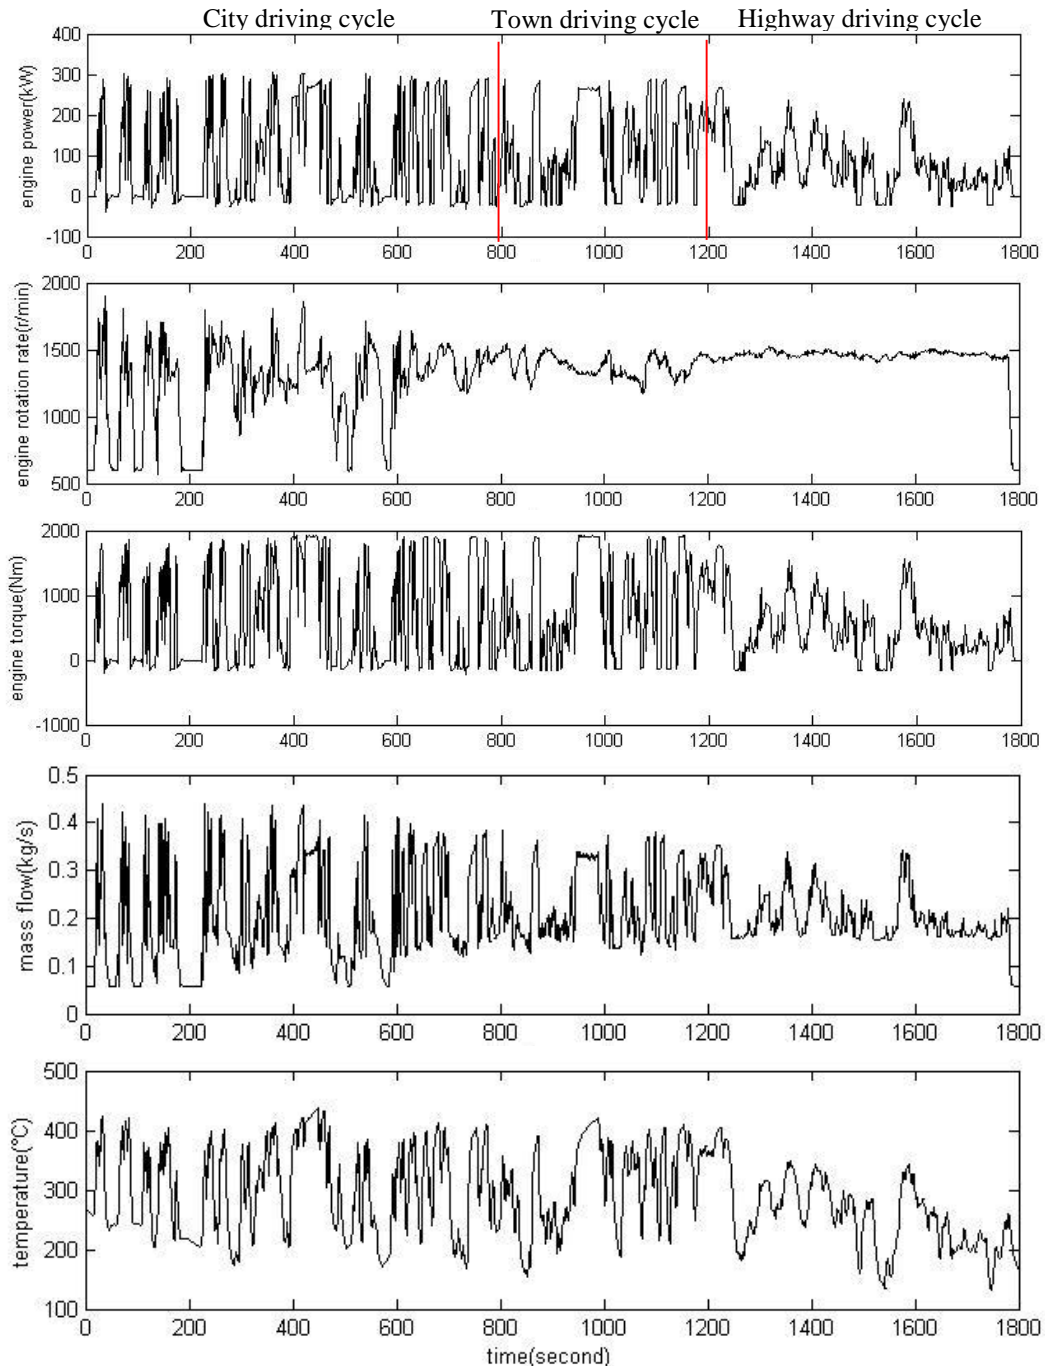 City driving cycle Town driving cycle Highway driving cycle
400
300
200
100
0
-100
engine power(kW)
0 200 400 600 800 1000 1200 1400 1600 1800
2000
1500
1000
500
engine rotation rate(r/min)
0 200 400 600 800 1000 1200 1400 1600 1800
2000
1000
0
-1000
engine torque(Nm)
0 200 400 600 800 1000 1200 1400 1600 1800
0.5
0.4
0.3
0.2
0.1
0
mass flow(kg/s)
0 200 400 600 800 1000 1200 1400 1600 1800
500
400
300
200
100
temperature(°C)
0 200 400 600 800 1000 1200 1400 1600 1800
time(second)